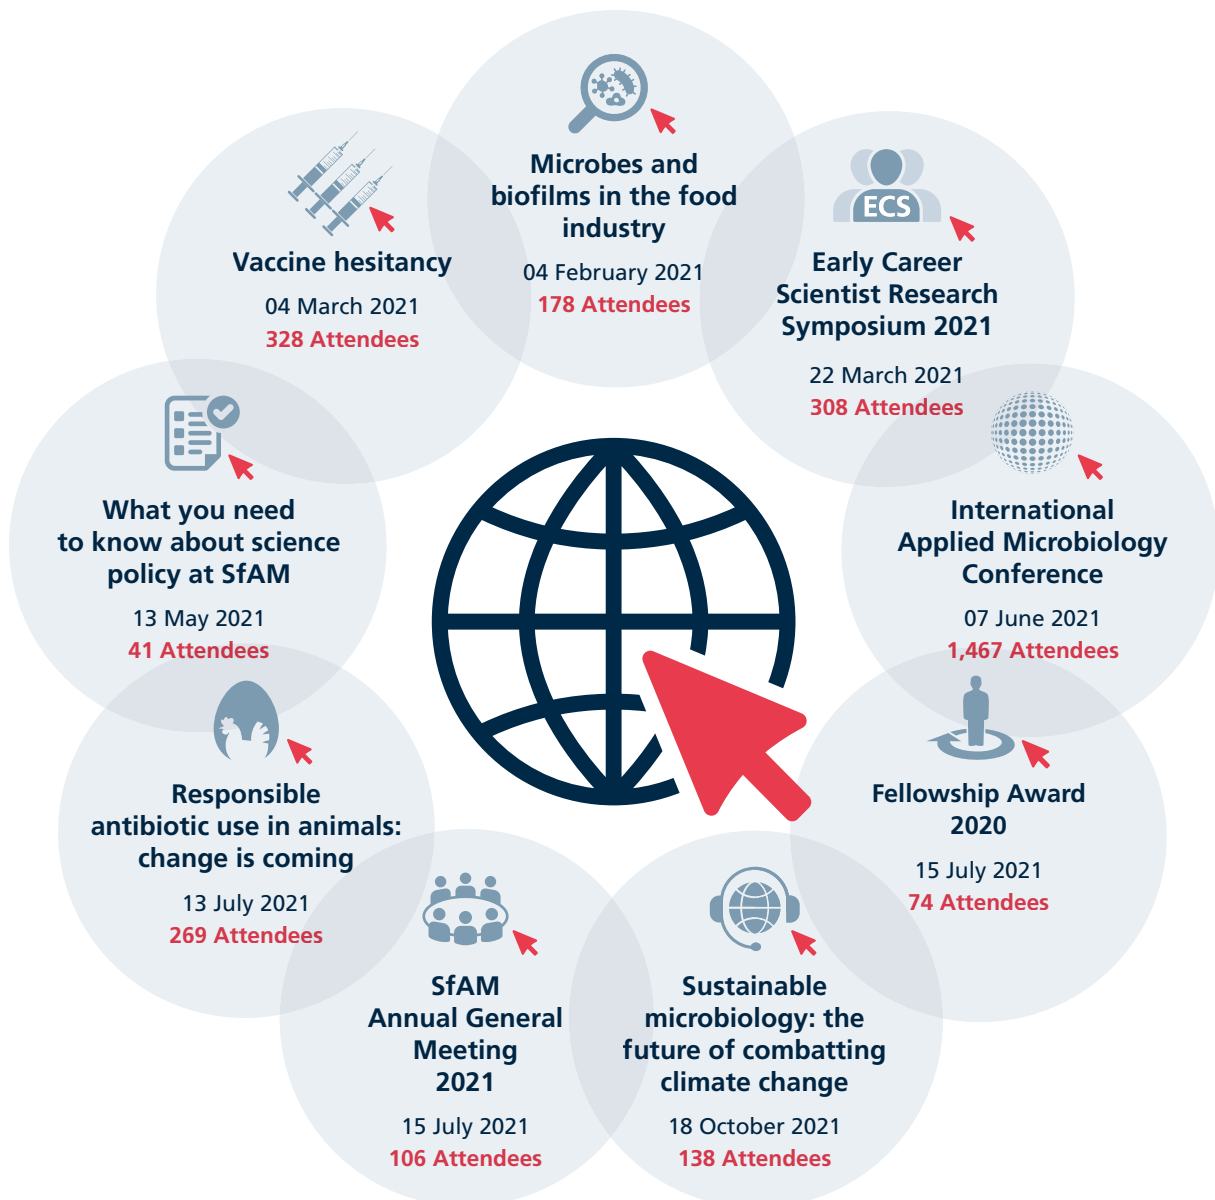 Microbes and
biofilms in the food
industry
04 February 2021
178 Attendees
Vaccine hesitancy
04 March 2021
328 Attendees
ECS
Early Career
Scientist Research
Symposium 2021
22 March 2021
308 Attendees
What you need
to know about science
policy at SfAM
13 May 2021
41 Attendees
International
Applied Microbiology
Conference
07 June 2021
1,467 Attendees
Responsible
antibiotic use in animals:
change is coming
13 July 2021
269 Attendees
Fellowship Award
2020
15 July 2021
74 Attendees
SfAM
Annual General
Meeting
2021
15 July 2021
106 Attendees
Sustainable
microbiology: the
future of combatting
climate change
18 October 2021
138 Attendees